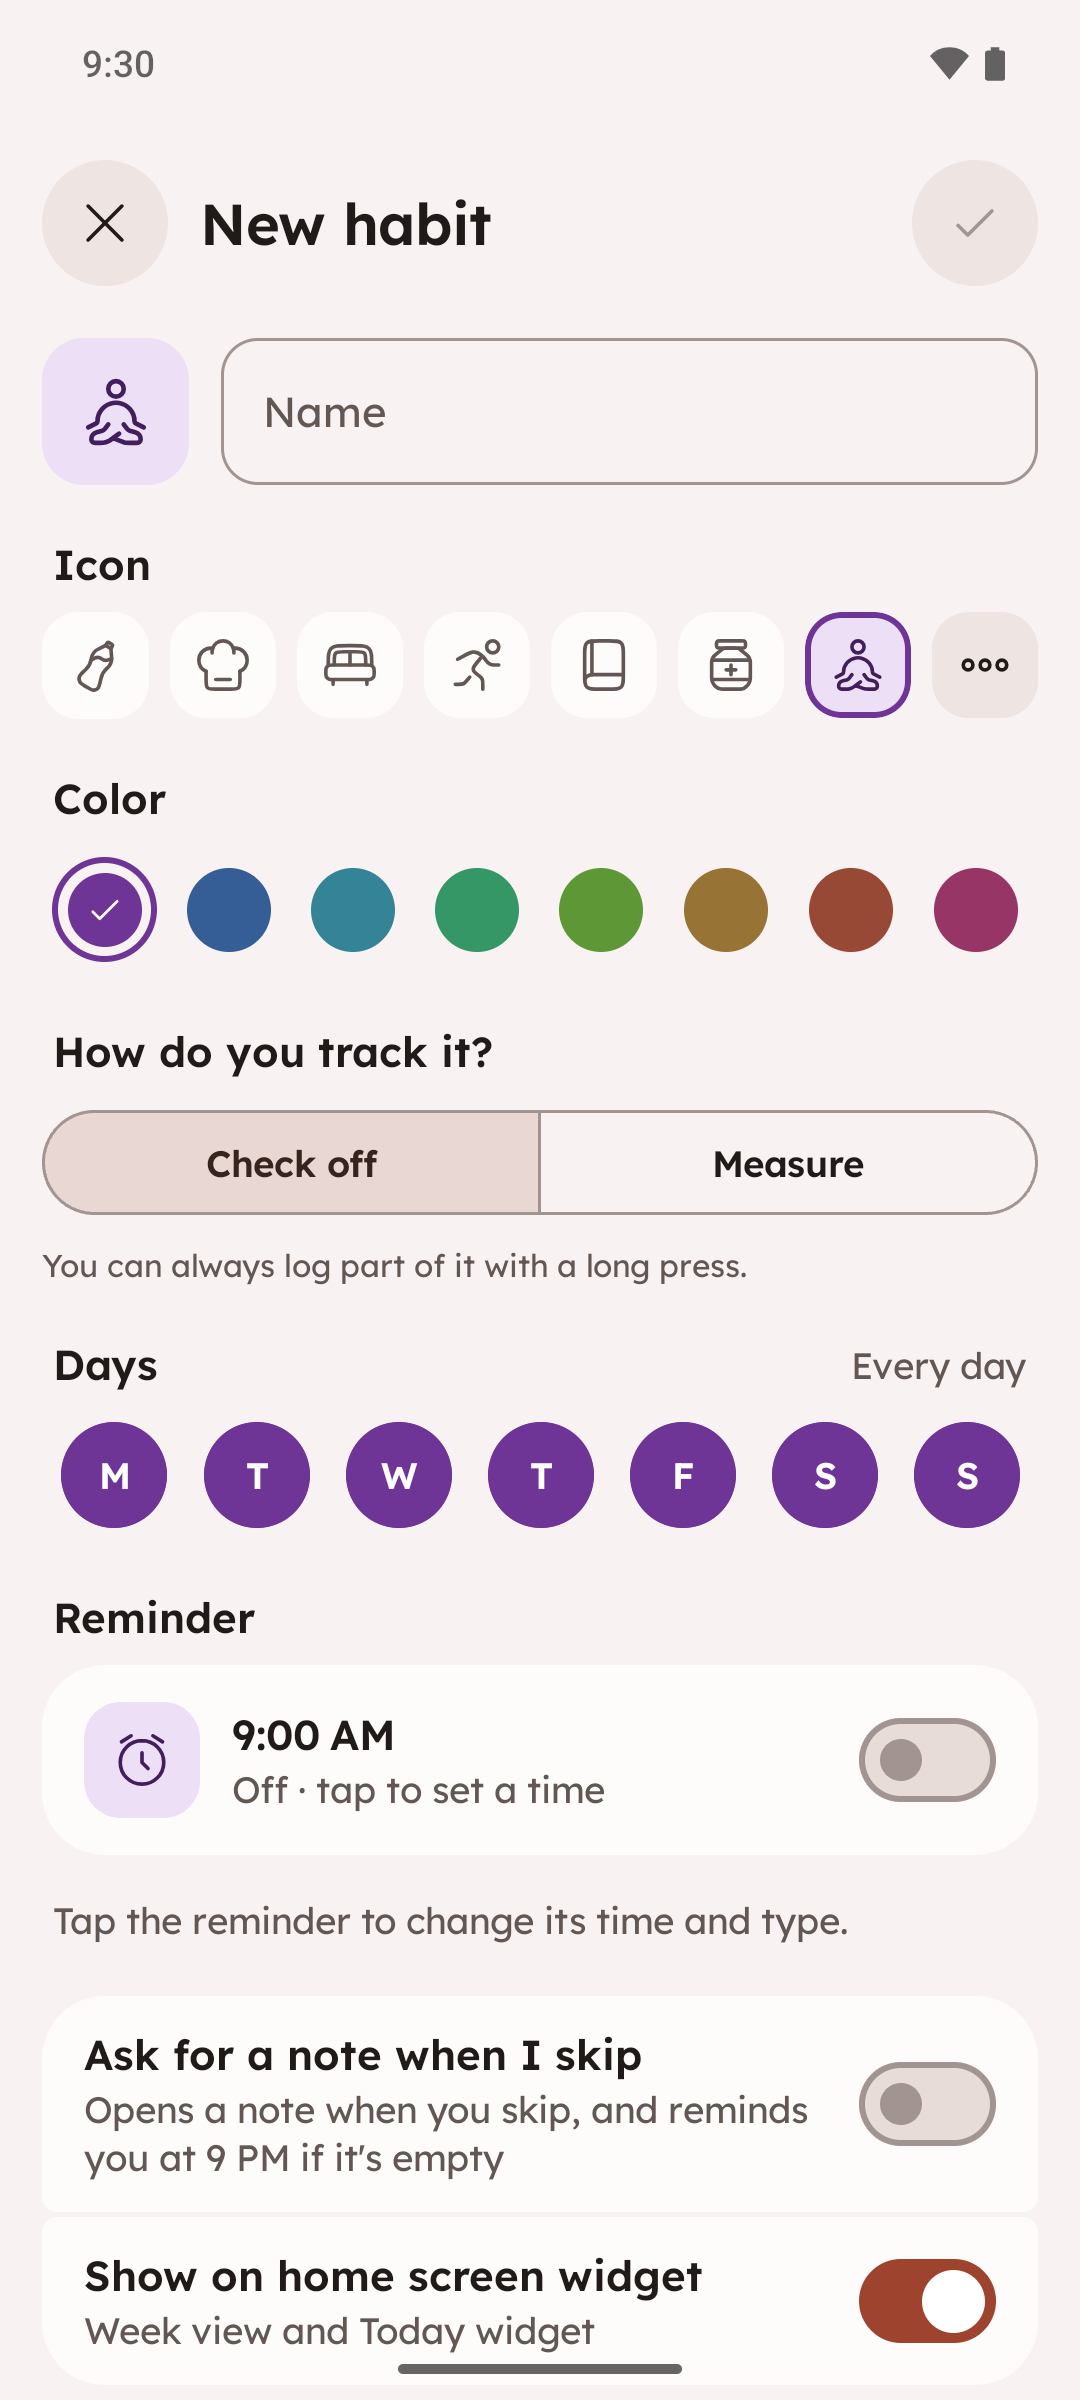 9:30
New habit
Name
Icon
Color
How do you track it?
Check off
Measure
You can always log part of it with a long press.
Days
Every day
M T W T F S S
Reminder
9:00 AM
Off · tap to set a time
Tap the reminder to change its time and type.
Ask for a note when I skip
Opens a note when you skip, and reminds
you at 9 PM if it's empty
Show on home screen widget
Week view and Today widget